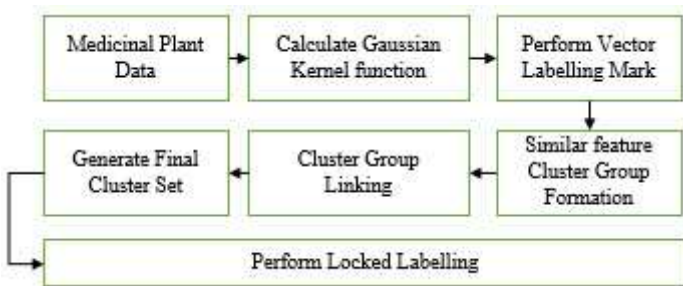 Medicinal Plant
Data
Calculate Gaussian
Kernel function
Perform Vector
Labelling Mark
Similar feature
Cluster Group
Formation
Cluster Group
Linking
Generate Final
Cluster Set
Perform Locked Labelling